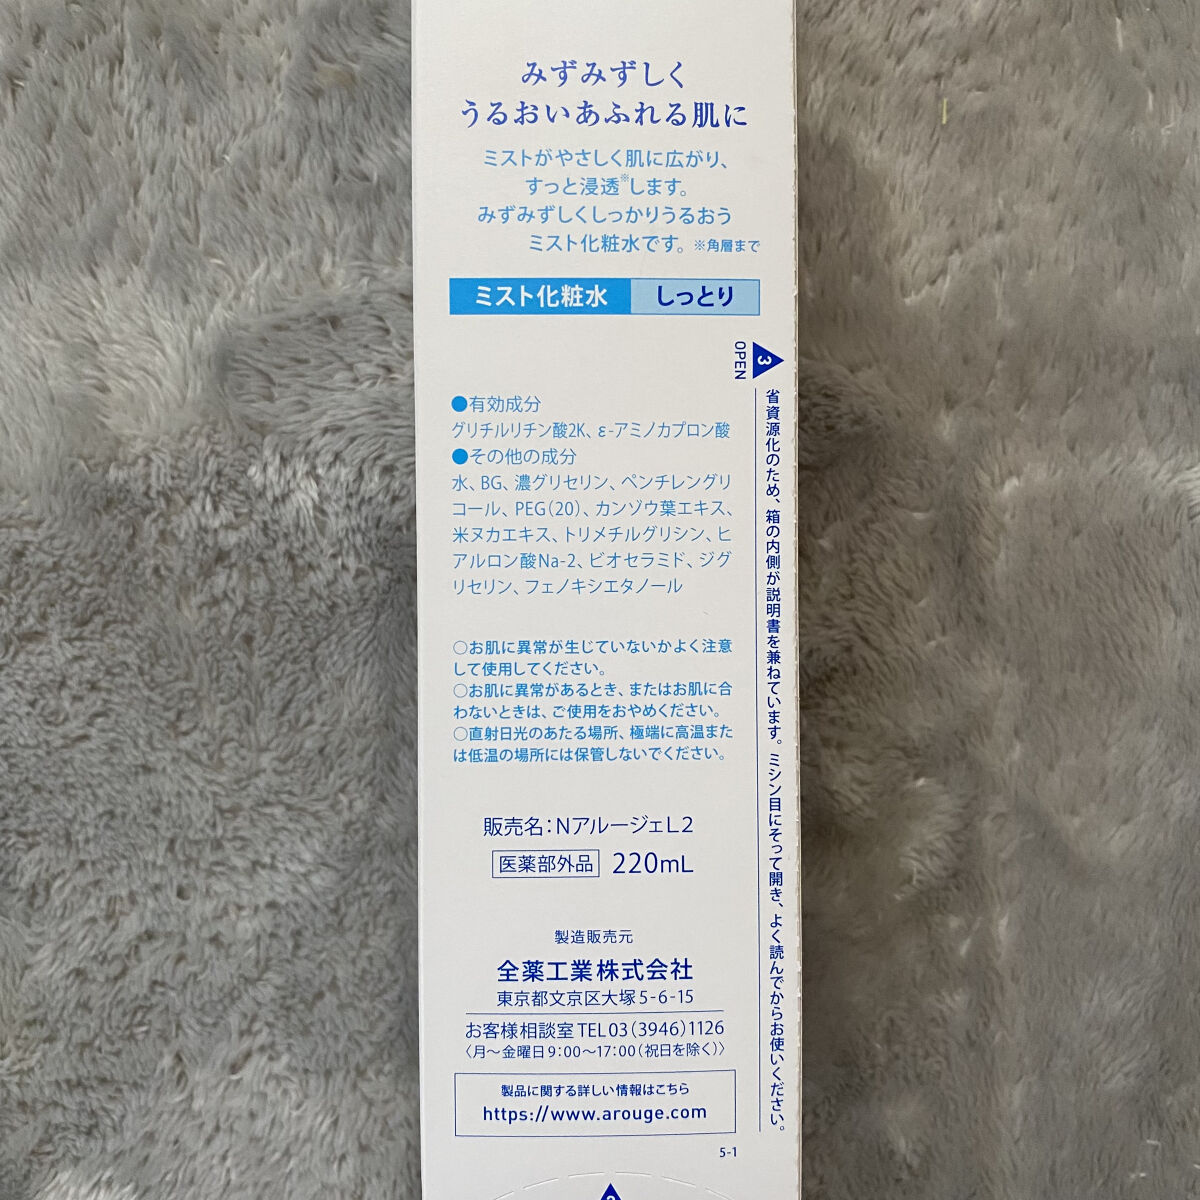 みずみずしく
うるおいあふれる肌に
ミストがやさしく肌に広がり、
すっと浸透※します。
みずみずしくしっかりうるおう
ミスト化粧水です。 ※角層まで
ミスト化粧水 しっとり
3 OPEN
省資源化のため、箱の内側が説明書を兼ねています。ミシン目にそって開き、よく読んでからお使いください。
●有効成分
グリチルリチン酸2K、ε-アミノカプロン酸
●その他の成分
水、BG、濃グリセリン、ペンチレングリ
コール、PEG(20)、カンゾウ葉エキス、
米ヌカエキス、トリメチルグリシン、ヒ
アルロン酸Na-2、ビオセラミド、ジグ
リセリン、フェノキシエタノール
○お肌に異常が生じていないかよく注意
して使用してください。
○お肌に異常があるとき、またはお肌に合
わないときは、ご使用をおやめください。
○直射日光のあたる場所、極端に高温また
は低温の場所には保管しないでください。
販売名:NアルージェL2
医薬部外品 220mL
製造販売元
全薬工業株式会社
東京都文京区大塚5-6-15
お客様相談室 TEL03(3946)1126
〈月〜金曜日9:00〜17:00(祝日を除く)〉
製品に関する詳しい情報はこちら
https://www.arouge.com
5-1